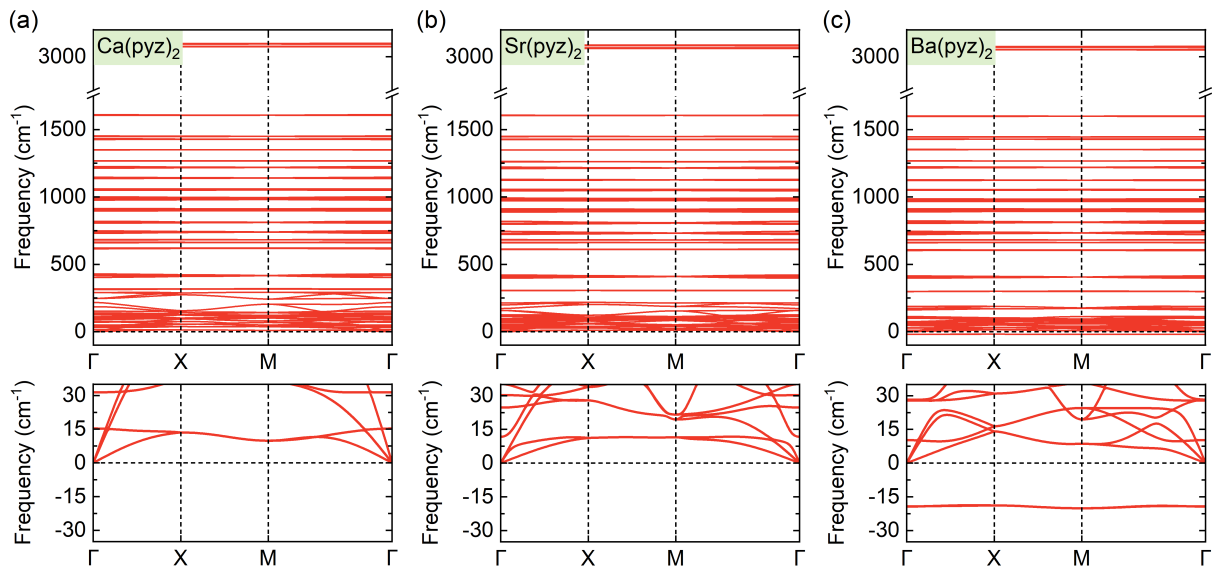 (a)
Ca(pyz)₂
3000
1500
1000
500
0
Frequency (cm⁻¹)
Γ X M Γ
30
15
0
-15
-30
Frequency (cm⁻¹)
Γ X M Γ
(b)
Sr(pyz)₂
3000
1500
1000
500
0
Frequency (cm⁻¹)
Γ X M Γ
30
15
0
-15
-30
Frequency (cm⁻¹)
Γ X M Γ
(c)
Ba(pyz)₂
3000
1500
1000
500
0
Frequency (cm⁻¹)
Γ X M Γ
30
15
0
-15
-30
Frequency (cm⁻¹)
Γ X M Γ